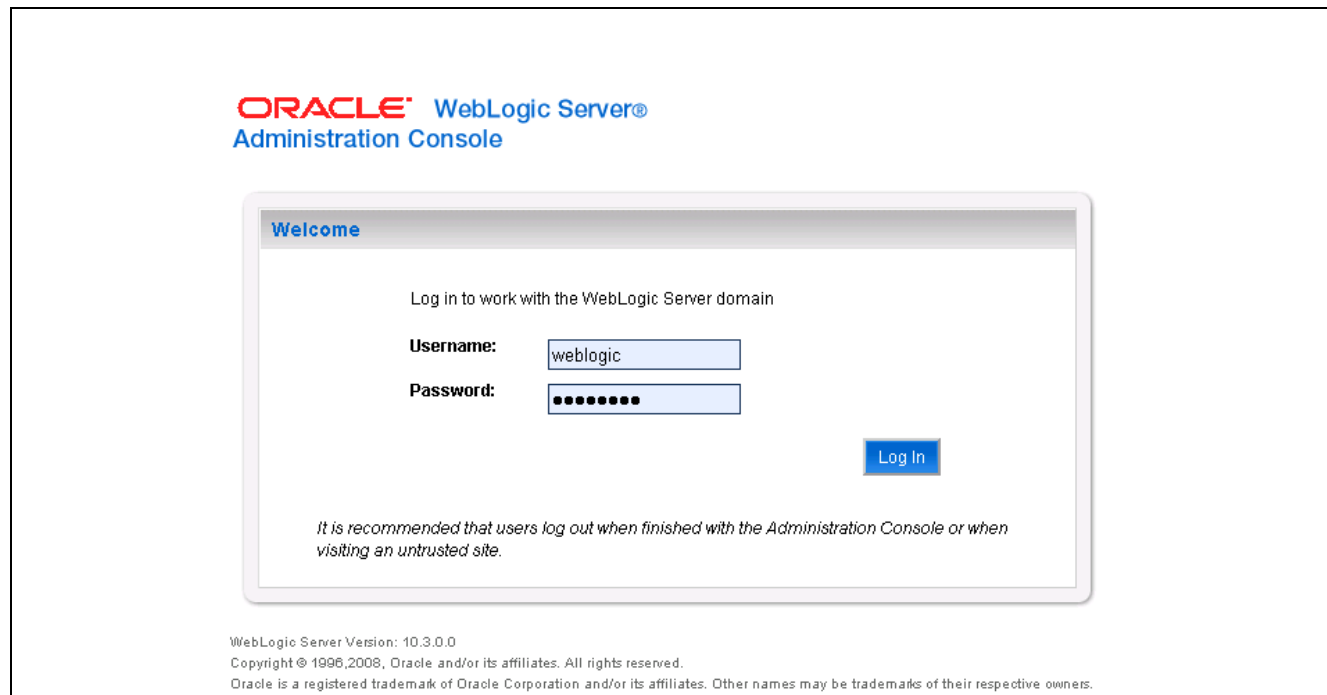 ORACLE WebLogic Server®
Administration Console
Welcome
Log in to work with the WebLogic Server domain
Username:
weblogic
Password:
●●●●●●●●
Log In
It is recommended that users log out when finished with the Administration Console or when
visiting an untrusted site.
WebLogic Server Version: 10.3.0.0
Copyright © 1996,2008, Oracle and/or its affiliates. All rights reserved.
Oracle is a registered trademark of Oracle Corporation and/or its affiliates. Other names may be trademarks of their respective owners.